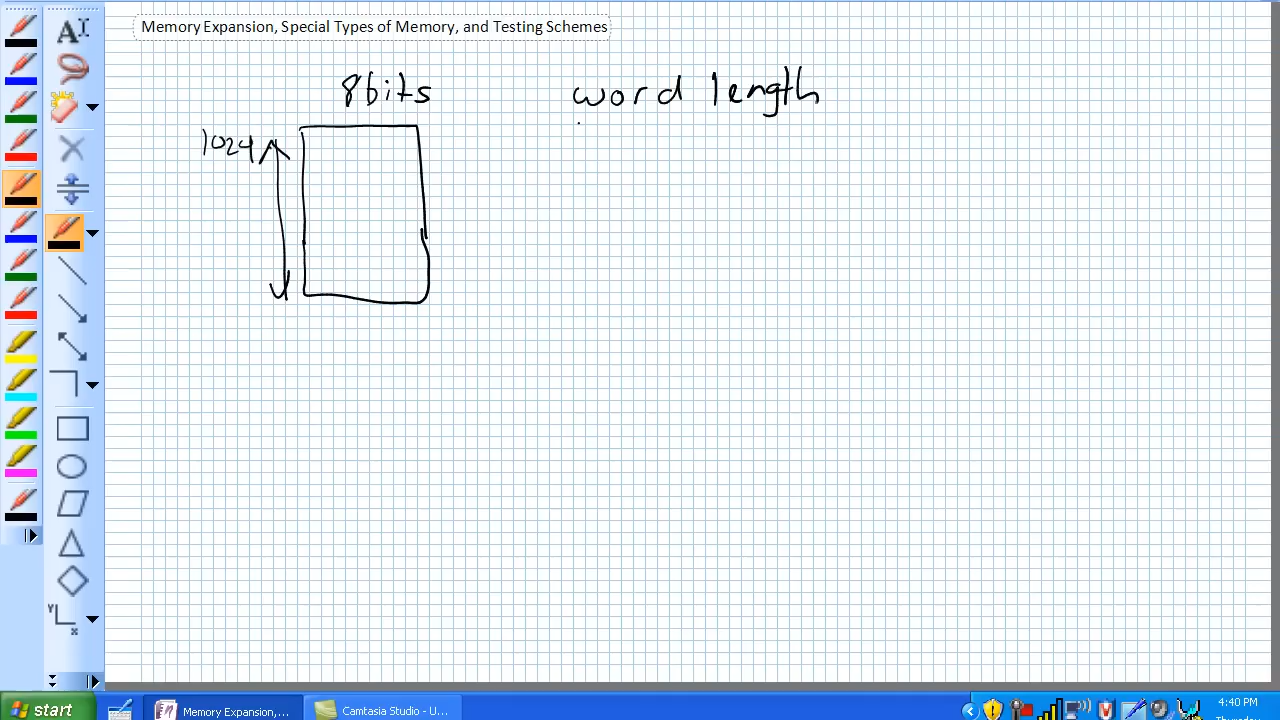 Memory Expansion, Special Types of Memory, and Testing Schemes
8bits word length
1024
start
Memory Expansion,...
Camtasia Studio - U...
4:40 PM